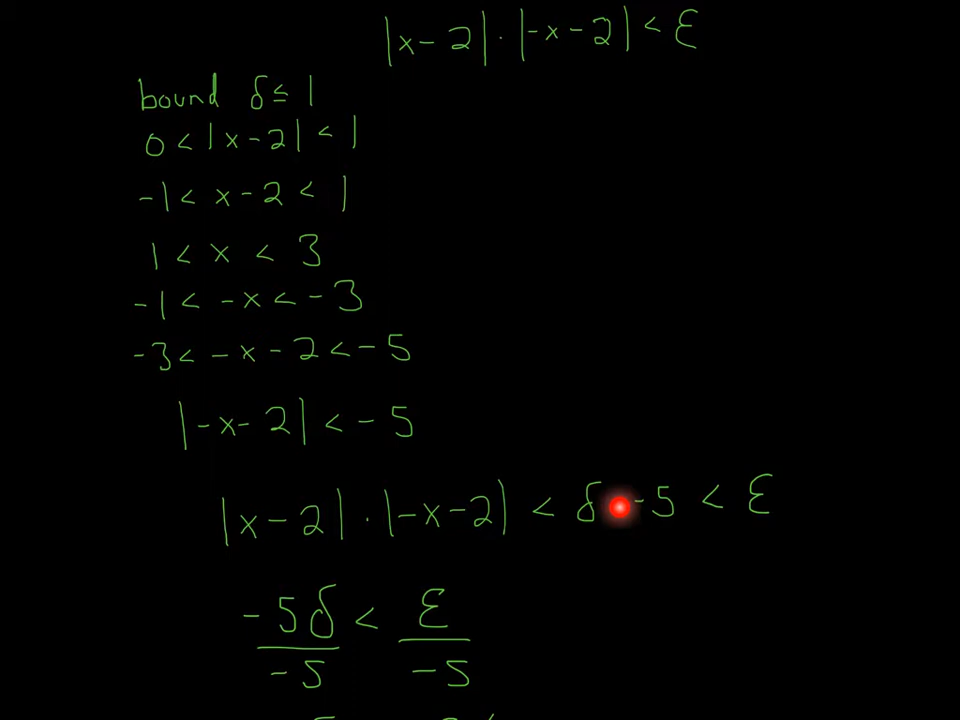 |x-2|·|-x-2| < ε
bound δ ≤ 1
0 < |x-2| < 1
-1 < x-2 < 1
1 < x < 3
-1 < -x < -3
-3 < -x-2 < -5
|-x-2| < -5
|x-2|·|-x-2| < δ -5 < ε
-5δ < ε
-5 -5